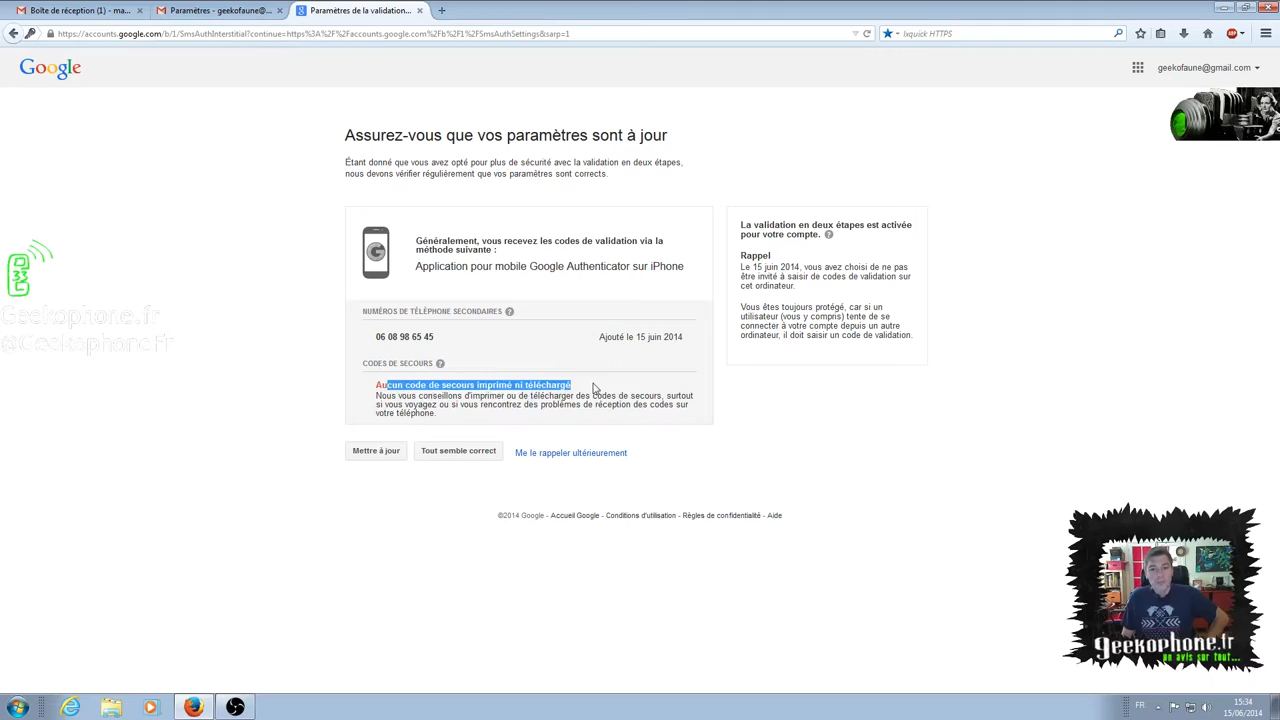 Boîte de réception (1) - ma...
Paramètres - geekofaune@...
Paramètres de la validation...
https://accounts.google.com/b/1/SmsAuthInterstitial?continue=https%3A%2F%2Faccounts.google.com%2Fb%2F1%2FSmsAuthSettings&sarp=1
Ixquick HTTPS
Google
geekofaune@gmail.com
Assurez-vous que vos paramètres sont à jour
Étant donné que vous avez opté pour plus de sécurité avec la validation en deux étapes,
nous devons vérifier régulièrement que vos paramètres sont corrects.
Généralement, vous recevez les codes de validation via la
méthode suivante :
Application pour mobile Google Authenticator sur iPhone
NUMÉROS DE TÉLÉPHONE SECONDAIRES ?
06 08 98 65 45
Ajouté le 15 juin 2014
CODES DE SECOURS ?
Aucun code de secours imprimé ni téléchargé
Nous vous conseillons d'imprimer ou de télécharger des codes de secours, surtout
si vous voyagez ou si vous rencontrez des problèmes de réception des codes sur
votre téléphone.
Mettre à jour
Tout semble correct
Me le rappeler ultérieurement
La validation en deux étapes est activée
pour votre compte. ?
Rappel
Le 15 juin 2014, vous avez choisi de ne pas
être invité à saisir de codes de validation sur
cet ordinateur.
Vous êtes toujours protégé, car si un
utilisateur (vous y compris) tente de se
connecter à votre compte depuis un autre
ordinateur, il doit saisir un code de validation.
Geekophone.fr
@GeekophoneFr
©2014 Google - Accueil Google - Conditions d'utilisation - Règles de confidentialité - Aide
geekophone.fr
un avis sur tout...
FR
15:34
15/06/2014